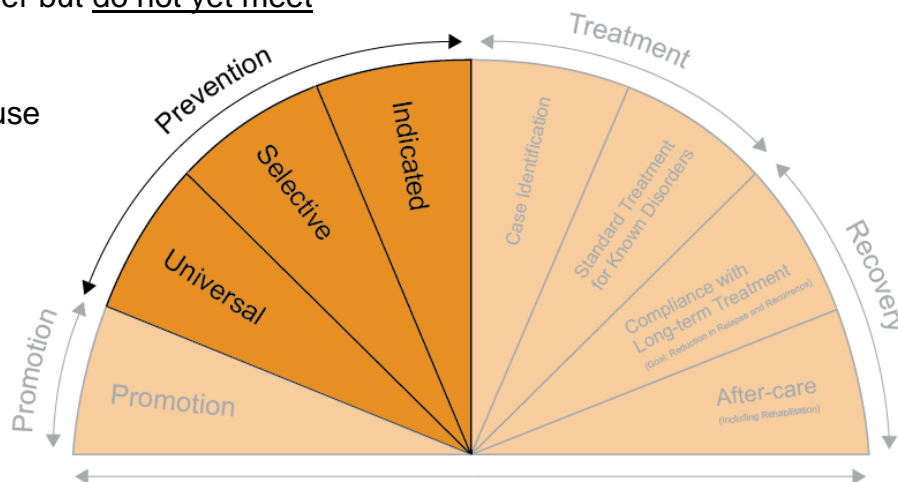 er but do not yet meet
use
Prevention
Treatment
Recovery
Promotion
Promotion
Universal
Selective
Indicated
Case Identification
Standard Treatment
for Known Disorders
Compliance with
Long-term Treatment
(Goal: Reduction in Relapse and Recurrence)
After-care
(Including Rehabilitation)